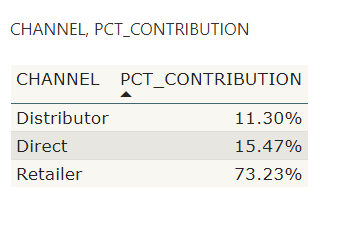 CHANNEL, PCT_CONTRIBUTION
CHANNEL PCT_CONTRIBUTION
Distributor 11.30%
Direct 15.47%
Retailer 73.23%